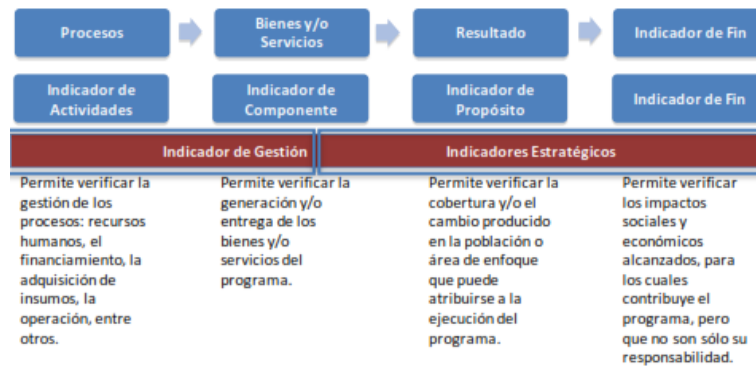 Procesos
Bienes y/o
Servicios
Resultado
Indicador de Fin
Indicador de
Actividades
Indicador de
Componente
Indicador de
Propósito
Indicador de Fin
Indicador de Gestión
Indicadores Estratégicos
Permite verificar la
gestión de los
procesos: recursos
humanos, el
financiamiento, la
adquisición de
insumos, la
operación, entre
otros.
Permite verificar la
generación y/o
entrega de los
bienes y/o
servicios del
programa.
Permite verificar la
cobertura y/o el
cambio producido
en la población o
área de enfoque
que puede
atribuirse a la
ejecución del
programa.
Permite verificar
los impactos
sociales y
económicos
alcanzados, para
los cuales
contribuye el
programa, pero
que no son sólo su
responsabilidad.